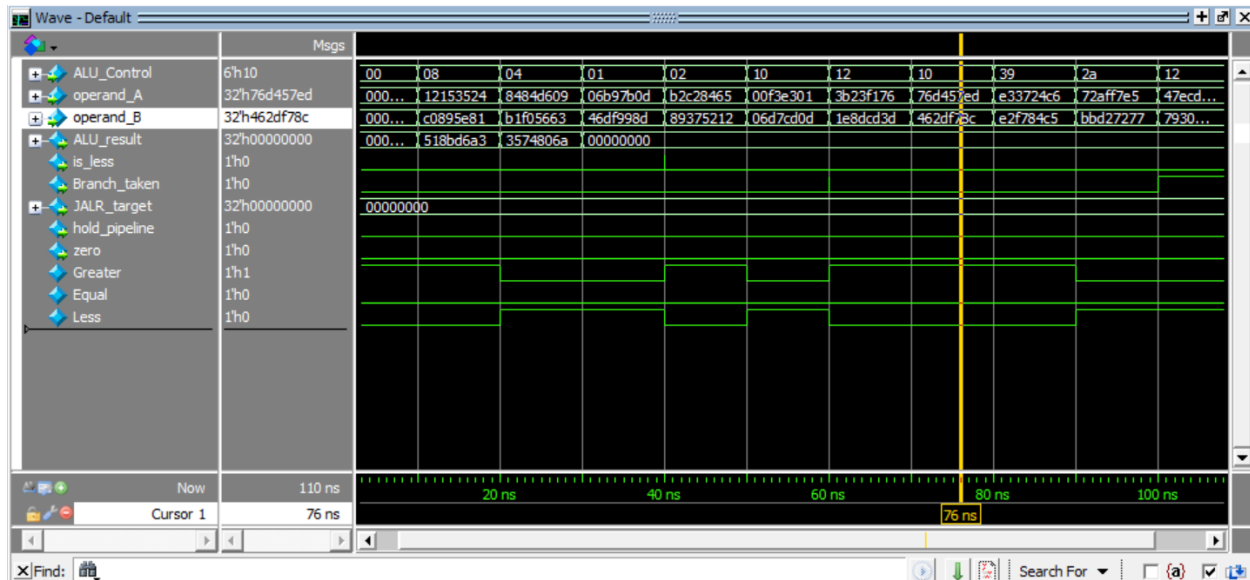 Wave - Default
Msgs
ALU_Control 6'h10 00 08 04 01 02 10 12 10 39 2a 12
operand_A 32'h76d457ed 000... 12153524 8484d609 06b97b0d b2c28465 00f3e301 3b23f176 76d457ed e33724c6 72aff7e5 47ecd...
operand_B 32'h462df78c 000... c0895e81 b1f05663 46df998d 89375212 06d7cd0d 1e8dcd3d 462df78c e2f784c5 bbd27277 7930...
ALU_result 32'h00000000 000... 518bd6a3 3574806a 00000000
is_less 1'h0
Branch_taken 1'h0
JALR_target 32'h00000000 00000000
hold_pipeline 1'h0
zero 1'h0
Greater 1'h1
Equal 1'h0
Less 1'h0
Now 110 ns 20 ns 40 ns 60 ns 80 ns 100 ns
Cursor 1 76 ns 76 ns
Find: Search For {a}